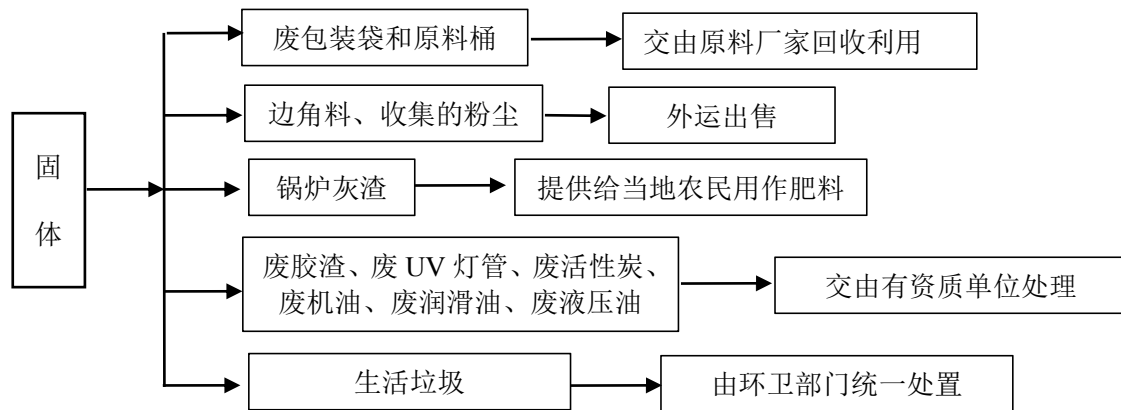 废包装袋和原料桶
交由原料厂家回收利用
边角料、收集的粉尘
外运出售
固
体
锅炉灰渣
提供给当地农民用作肥料
废胶渣、废 UV 灯管、废活性炭、
废机油、废润滑油、废液压油
交由有资质单位处理
生活垃圾
由环卫部门统一处置